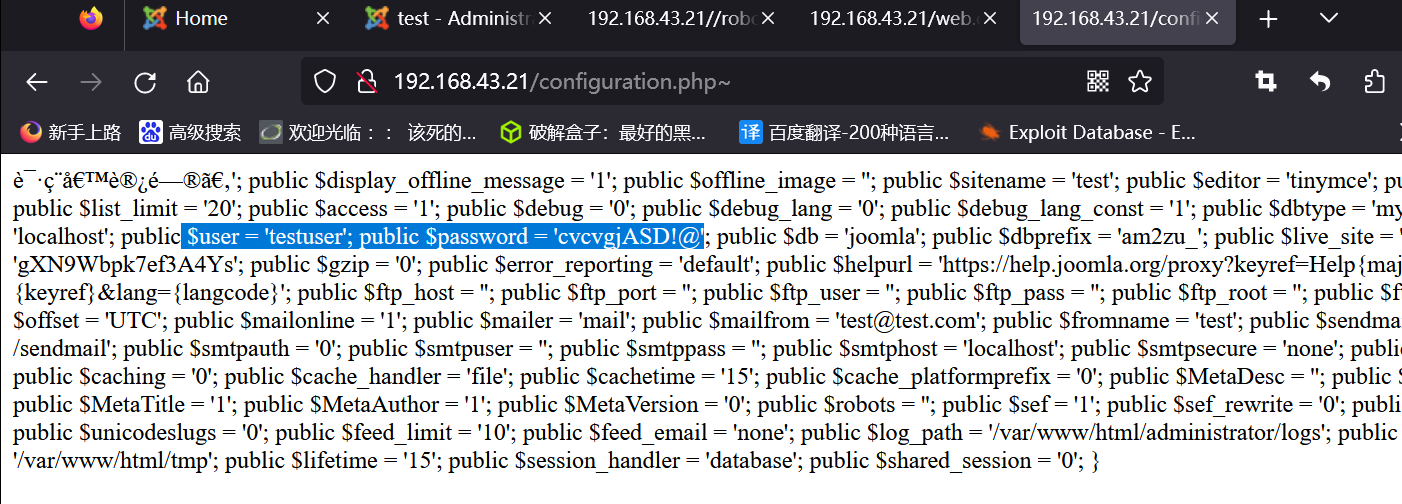 Home
test - Administr
192.168.43.21//robo
192.168.43.21/web.
192.168.43.21/confi
192.168.43.21/configuration.php~
新手上路 高级搜索 欢迎光临：： 该死的... 破解盒子：最好的黑... 译 百度翻译-200种语言... Exploit Database - E...
è¯·ç¨å€™è®¿é—®ã€‚'; public $display_offline_message = '1'; public $offline_image = ''; public $sitename = 'test'; public $editor = 'tinymce'; pu
public $list_limit = '20'; public $access = '1'; public $debug = '0'; public $debug_lang = '0'; public $debug_lang_const = '1'; public $dbtype = 'my
'localhost'; public $user = 'testuser'; public $password = 'cvcvgjASD!@'; public $db = 'joomla'; public $dbprefix = 'am2zu_'; public $live_site = '
'gXN9Wbpk7ef3A4Ys'; public $gzip = '0'; public $error_reporting = 'default'; public $helpurl = 'https://help.joomla.org/proxy?keyref=Help{maj
{keyref}&lang={langcode}'; public $ftp_host = ''; public $ftp_port = ''; public $ftp_user = ''; public $ftp_pass = ''; public $ftp_root = ''; public $f
$offset = 'UTC'; public $mailonline = '1'; public $mailer = 'mail'; public $mailfrom = 'test@test.com'; public $fromname = 'test'; public $sendma
/sendmail'; public $smtpauth = '0'; public $smtpuser = ''; public $smtppass = ''; public $smtphost = 'localhost'; public $smtpsecure = 'none'; publi
public $caching = '0'; public $cache_handler = 'file'; public $cachetime = '15'; public $cache_platformprefix = '0'; public $MetaDesc = ''; public $
public $MetaTitle = '1'; public $MetaAuthor = '1'; public $MetaVersion = '0'; public $robots = ''; public $sef = '1'; public $sef_rewrite = '0'; publi
public $unicodeslugs = '0'; public $feed_limit = '10'; public $feed_email = 'none'; public $log_path = '/var/www/html/administrator/logs'; public
'/var/www/html/tmp'; public $lifetime = '15'; public $session_handler = 'database'; public $shared_session = '0'; }